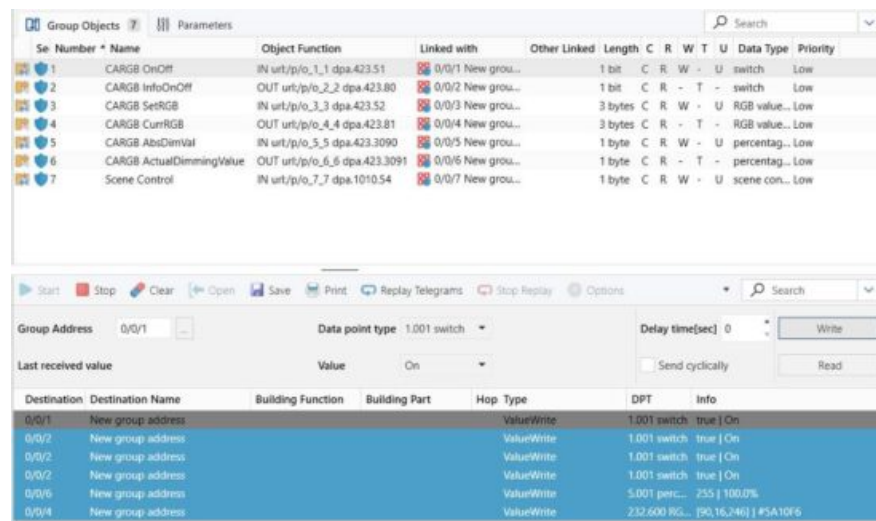 Group Objects 7 Parameters Search
Se Number * Name Object Function Linked with Other Linked Length C R W T U Data Type Priority
1 CARGB OnOff IN urt:/p/o_1_1 dpa.423.51 0/0/1 New grou... 1 bit C R W - U switch Low
2 CARGB InfoOnOff OUT urt:/p/o_2_2 dpa.423.80 0/0/2 New grou... 1 bit C R - T - switch Low
3 CARGB SetRGB IN urt:/p/o_3_3 dpa.423.52 0/0/3 New grou... 3 bytes C R W - U RGB value... Low
4 CARGB CurrRGB OUT urt:/p/o_4_4 dpa.423.81 0/0/4 New grou... 3 bytes C R - T - RGB value... Low
5 CARGB AbsDimVal IN urt:/p/o_5_5 dpa.423.3090 0/0/5 New grou... 1 byte C R W - U percentag... Low
6 CARGB ActualDimmingValue OUT urt:/p/o_6_6 dpa.423.3091 0/0/6 New grou... 1 byte C R - T - percentag... Low
7 Scene Control IN urt:/p/o_7_7 dpa.1010.54 0/0/7 New grou... 1 byte C R W - U scene con... Low
Start Stop Clear Open Save Print Replay Telegrams Stop Replay Options Search
Group Address 0/0/1 ... Data point type 1.001 switch Delay time[sec] 0 Write
Last received value Value On Send cyclically Read
Destination Destination Name Building Function Building Part Hop Type DPT Info
0/0/1 New group address ValueWrite 1.001 switch true | On
0/0/2 New group address ValueWrite 1.001 switch true | On
0/0/2 New group address ValueWrite 1.001 switch true | On
0/0/2 New group address ValueWrite 1.001 switch true | On
0/0/6 New group address ValueWrite 5.001 perc... 255 | 100.0%
0/0/4 New group address ValueWrite 232.600 RG... [90,16,246] | #5A10F6